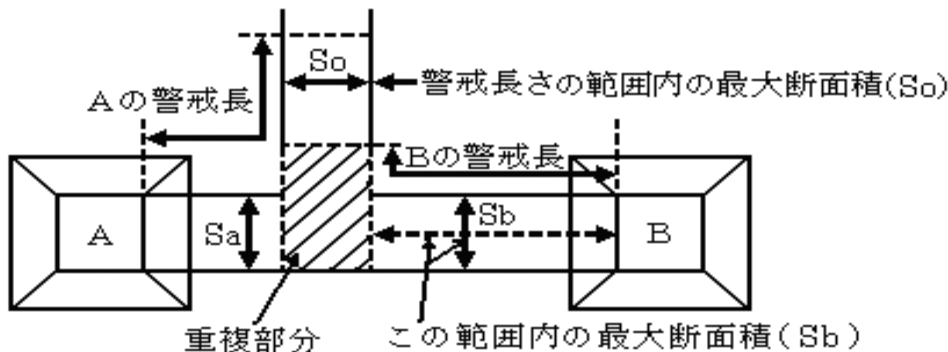 So
警戒長さの範囲内の最大断面積(So)
Aの警戒長
Bの警戒長
A
Sa
Sb
B
重複部分
この範囲内の最大断面積(Sb)